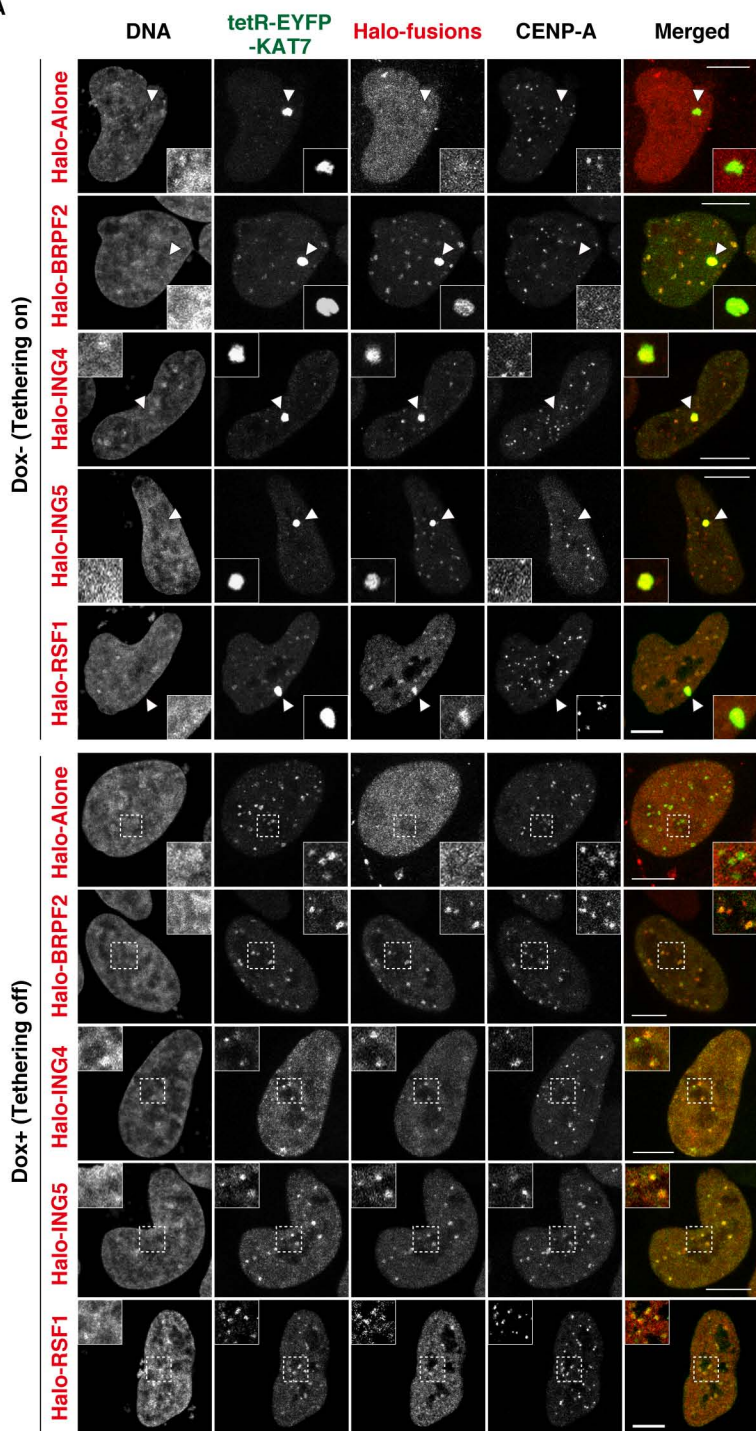 A
DNA
tetR-EYFP
-KAT7
Halo-fusions
CENP-A
Merged
Dox- (Tethering on)
Halo-Alone
Halo-BRPF2
Halo-ING4
Halo-ING5
Halo-RSF1
Dox+ (Tethering off)
Halo-Alone
Halo-BRPF2
Halo-ING4
Halo-ING5
Halo-RSF1